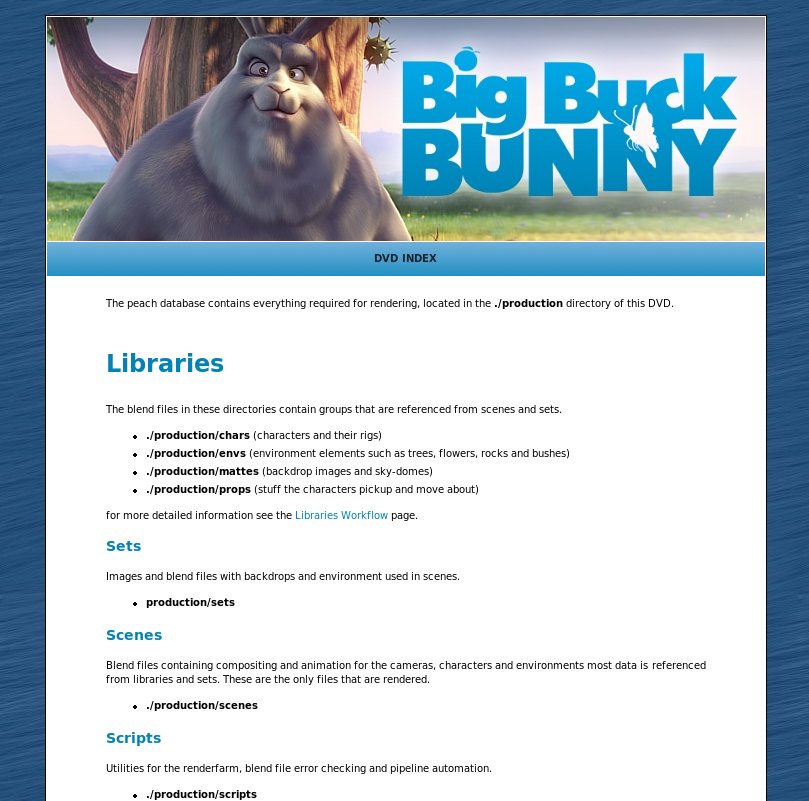 Big Buck
BUNNY
DVD INDEX
The peach database contains everything required for rendering, located in the ./production directory of this DVD.
Libraries
The blend files in these directories contain groups that are referenced from scenes and sets.
./production/chars (characters and their rigs)
./production/envs (environment elements such as trees, flowers, rocks and bushes)
./production/mattes (backdrop images and sky-domes)
./production/props (stuff the characters pickup and move about)
for more detailed information see the Libraries Workflow page.
Sets
Images and blend files with backdrops and environment used in scenes.
production/sets
Scenes
Blend files containing compositing and animation for the cameras, characters and environments most data is referenced
from libraries and sets. These are the only files that are rendered.
./production/scenes
Scripts
Utilities for the renderfarm, blend file error checking and pipeline automation.
./production/scripts